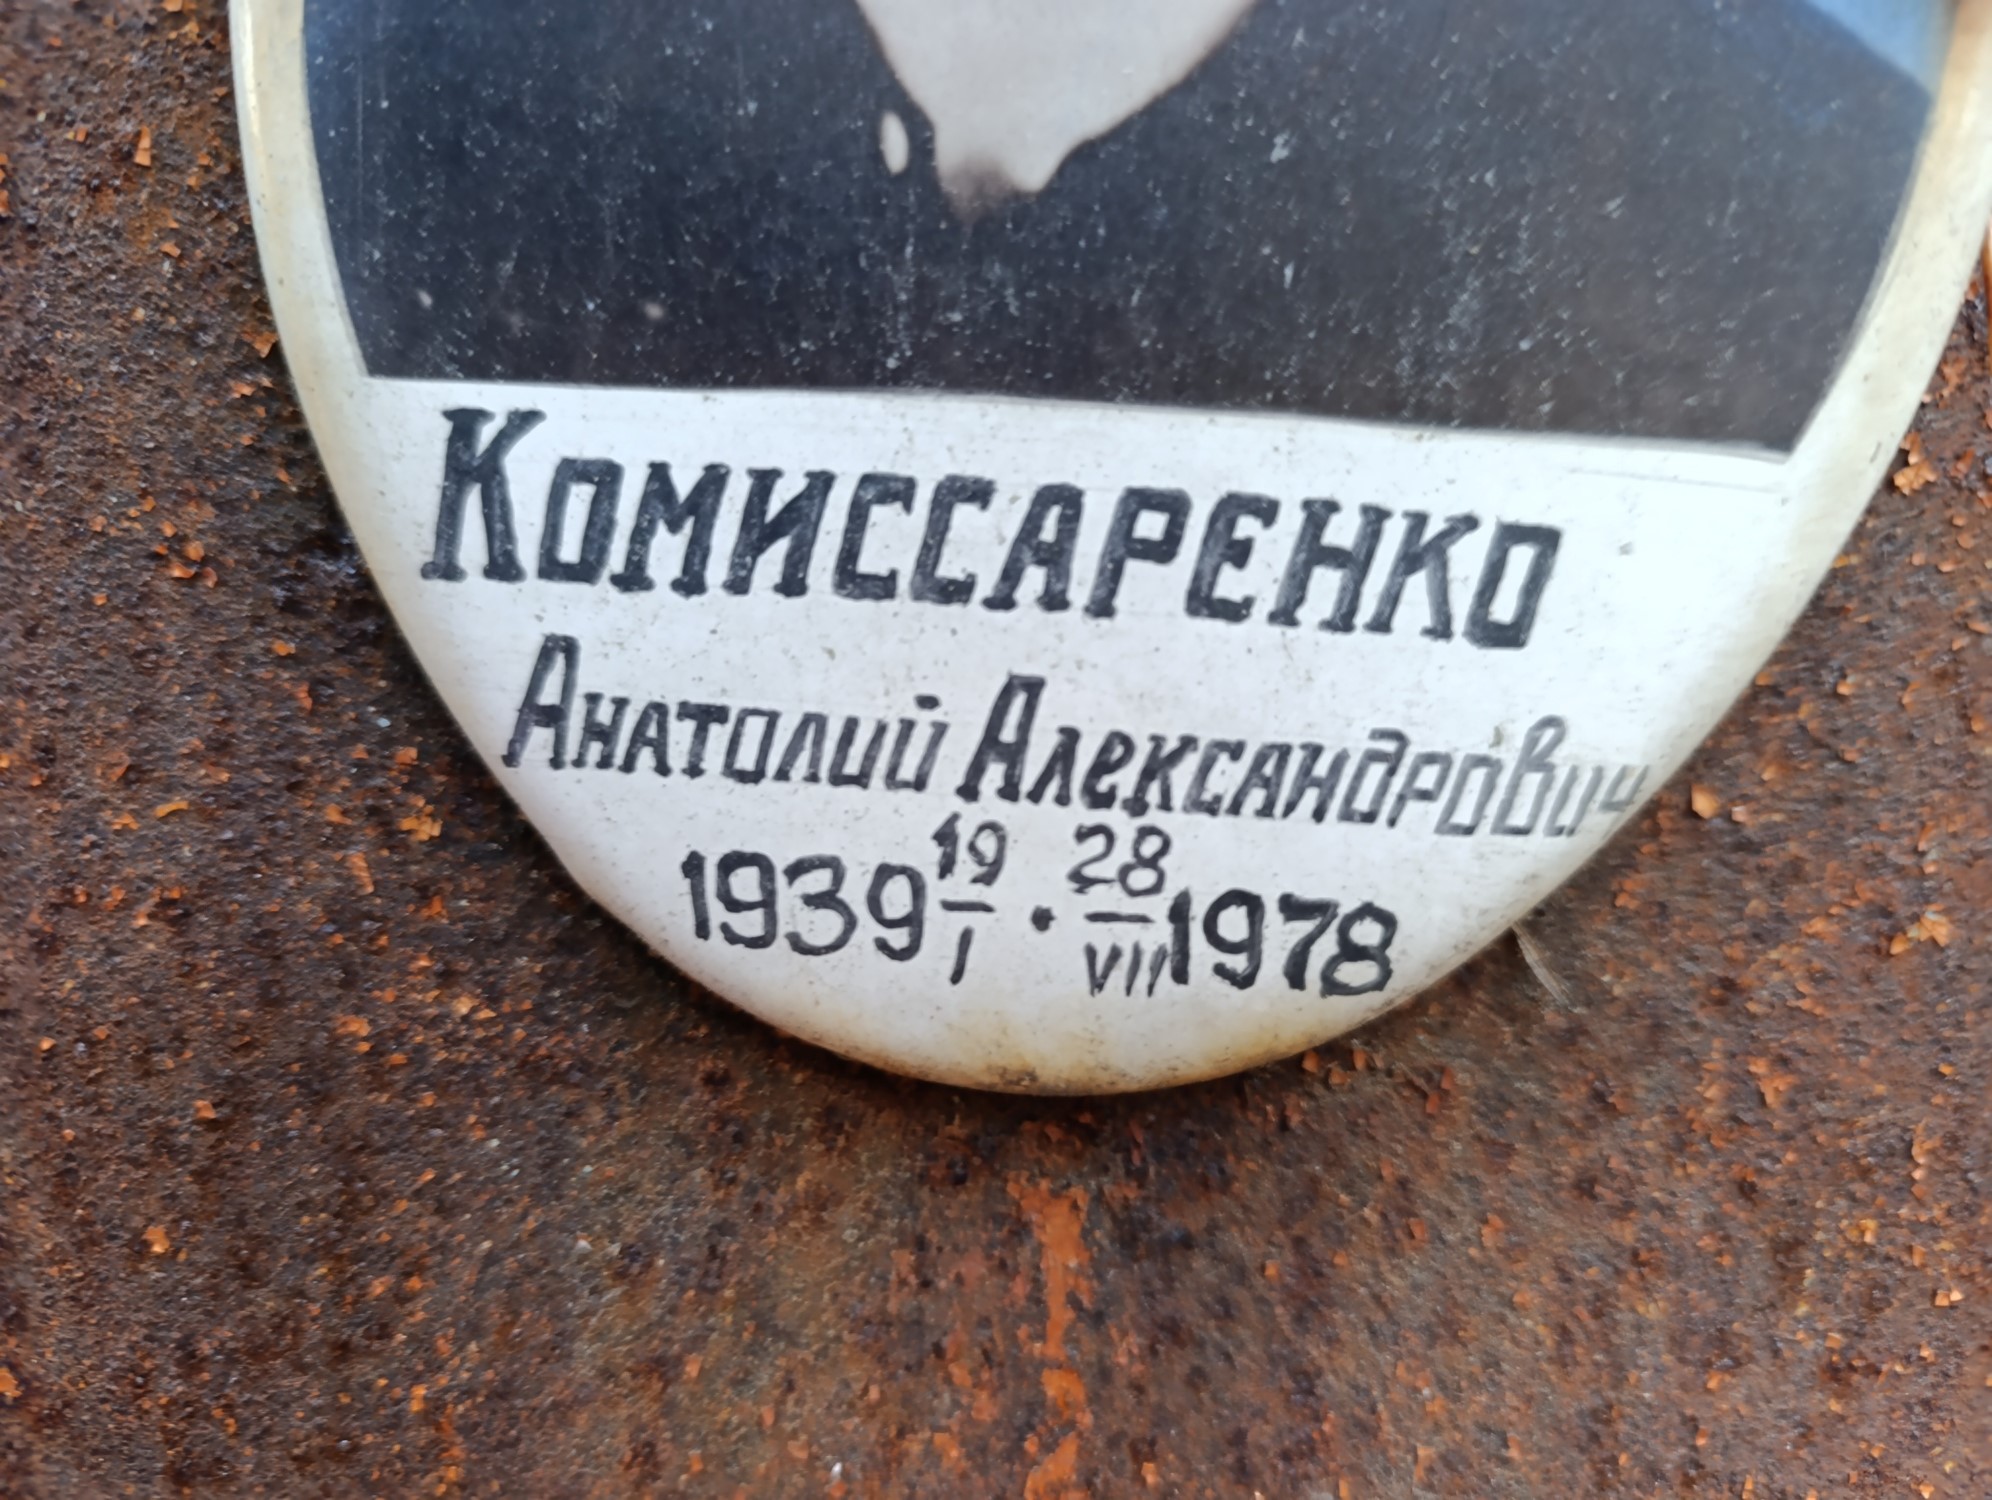 Комиссаренко
Анатолий Александрович
1939 19/I · 28/VII 1978